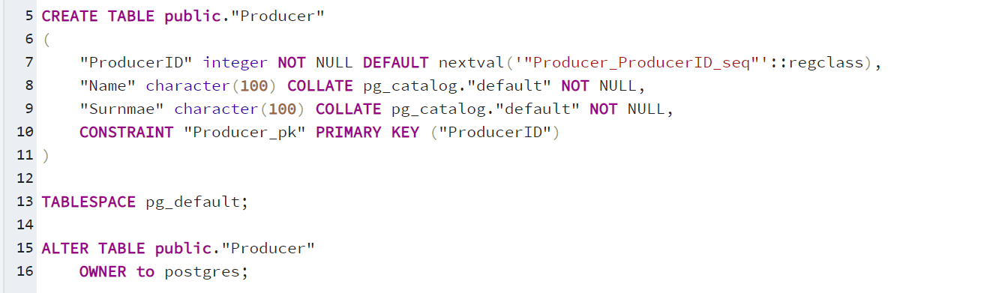 5 CREATE TABLE public."Producer"
6 (
7     "ProducerID" integer NOT NULL DEFAULT nextval('"Producer_ProducerID_seq"'::regclass),
8     "Name" character(100) COLLATE pg_catalog."default" NOT NULL,
9     "Surnmae" character(100) COLLATE pg_catalog."default" NOT NULL,
10     CONSTRAINT "Producer_pk" PRIMARY KEY ("ProducerID")
11 )
12
13 TABLESPACE pg_default;
14
15 ALTER TABLE public."Producer"
16     OWNER to postgres;